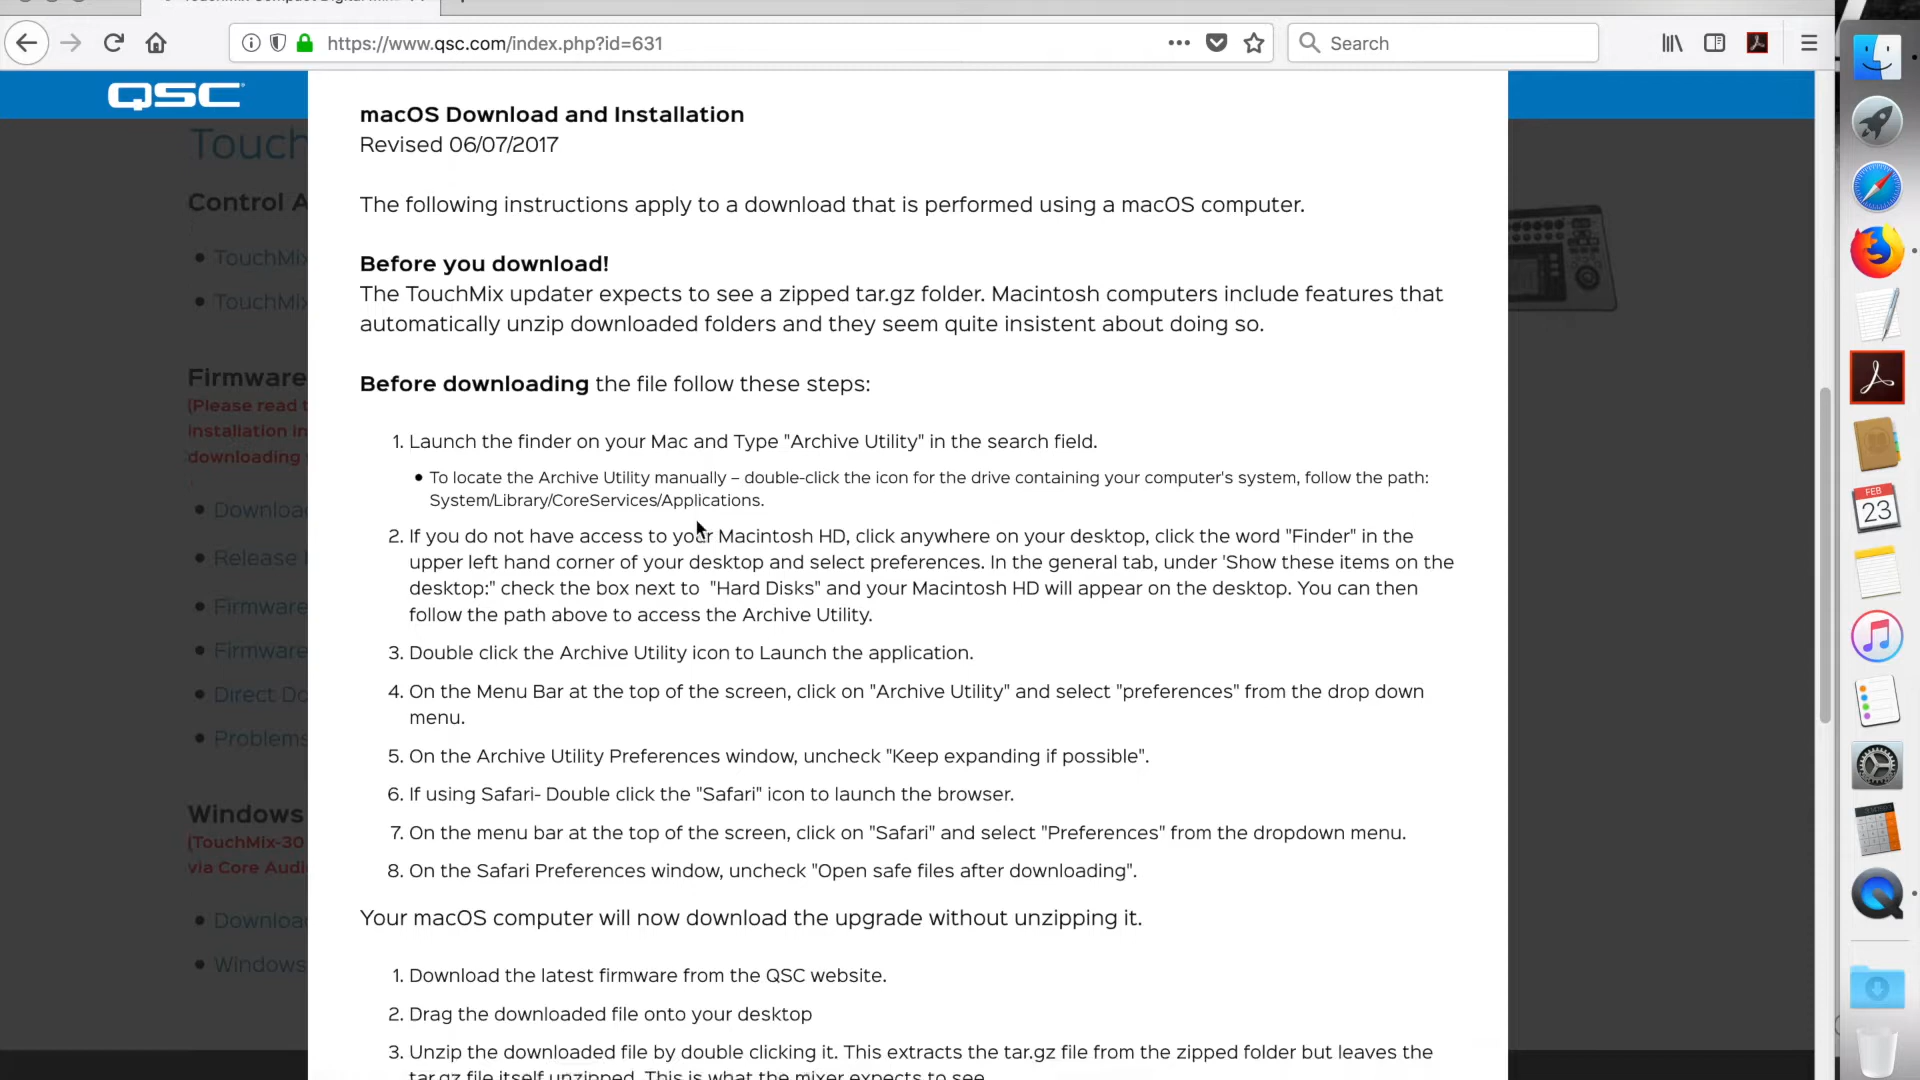 https://www.qsc.com/index.php?id=631
Search
QSC
Touch
Control A
TouchMix
TouchMix
Firmware
(Please read t
installation in
downloading
Downloa
Release
Firmware
Firmware
Direct Do
Problems
Windows
(TouchMix-30
via Core Audi
Downloa
Windows
macOS Download and Installation
Revised 06/07/2017
The following instructions apply to a download that is performed using a macOS computer.
Before you download!
The TouchMix updater expects to see a zipped tar.gz folder. Macintosh computers include features that
automatically unzip downloaded folders and they seem quite insistent about doing so.
Before downloading the file follow these steps:
1. Launch the finder on your Mac and Type "Archive Utility" in the search field.
• To locate the Archive Utility manually – double-click the icon for the drive containing your computer's system, follow the path:
System/Library/CoreServices/Applications.
2. If you do not have access to your Macintosh HD, click anywhere on your desktop, click the word "Finder" in the
upper left hand corner of your desktop and select preferences. In the general tab, under 'Show these items on the
desktop:" check the box next to "Hard Disks" and your Macintosh HD will appear on the desktop. You can then
follow the path above to access the Archive Utility.
3. Double click the Archive Utility icon to Launch the application.
4. On the Menu Bar at the top of the screen, click on "Archive Utility" and select "preferences" from the drop down
menu.
5. On the Archive Utility Preferences window, uncheck "Keep expanding if possible".
6. If using Safari- Double click the "Safari" icon to launch the browser.
7. On the menu bar at the top of the screen, click on "Safari" and select "Preferences" from the dropdown menu.
8. On the Safari Preferences window, uncheck "Open safe files after downloading".
Your macOS computer will now download the upgrade without unzipping it.
1. Download the latest firmware from the QSC website.
2. Drag the downloaded file onto your desktop
3. Unzip the downloaded file by double clicking it. This extracts the tar.gz file from the zipped folder but leaves the
tar.gz file itself unzipped. This is what the mixer expects to see
FEB
23